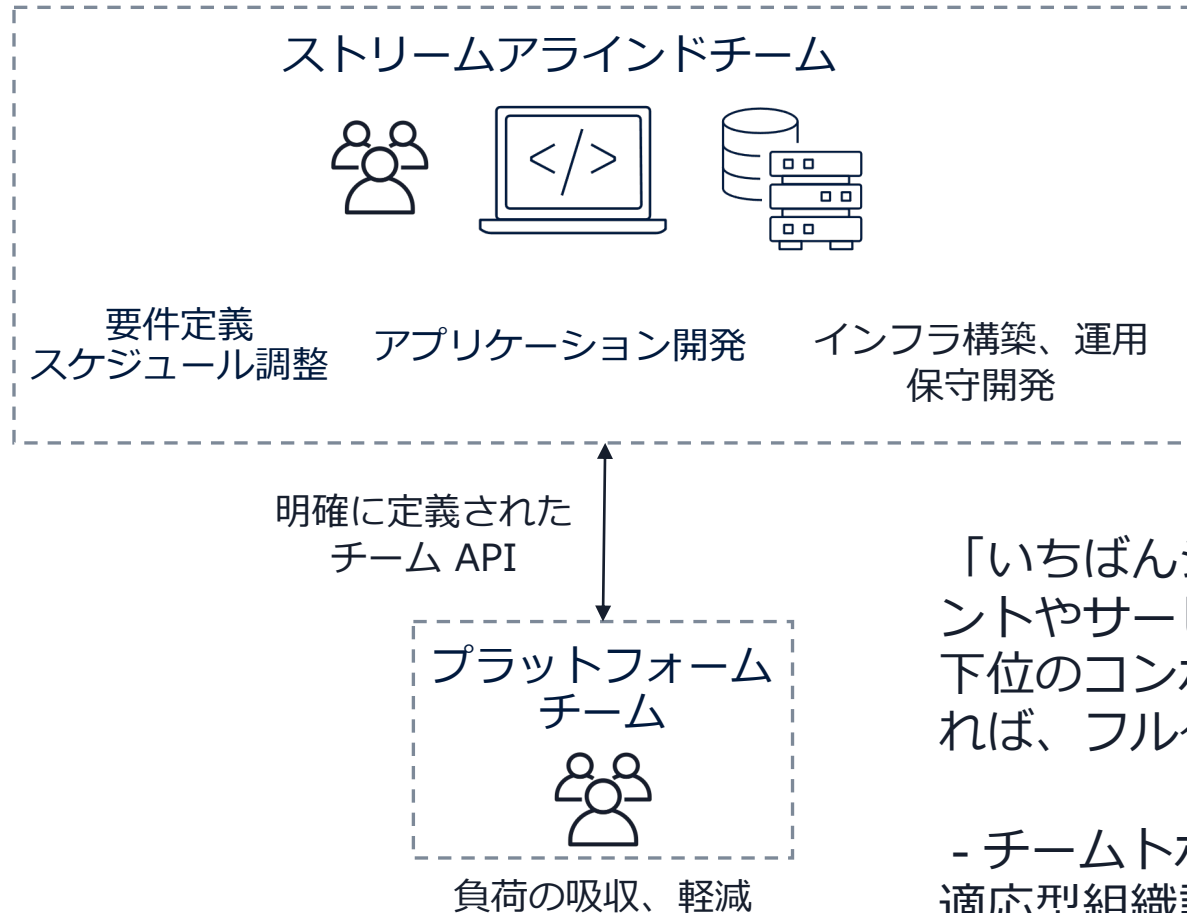 ストリームアラインドチーム
</>
要件定義
スケジュール調整
アプリケーション開発
インフラ構築、運用
保守開発
明確に定義された
チーム API
プラットフォーム
チーム
負荷の吸収、軽減
「いちばん
ントやサー
下位のコン
れば、フル
- チームト
適応型組織